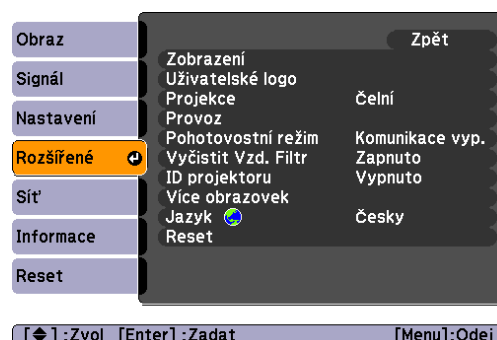 Obraz
Signál
Nastavení
Rozšířené
Síť
Informace
Reset
Zpět
Zobrazení
Uživatelské logo
Projekce Čelní
Provoz
Pohotovostní režim Komunikace vyp.
Vyčistit Vzd. Filtr Zapnuto
ID projektoru Vypnuto
Více obrazovek
Jazyk Česky
Reset
[ ]:Zvol [Enter]:Zadat [Menu]:Odej